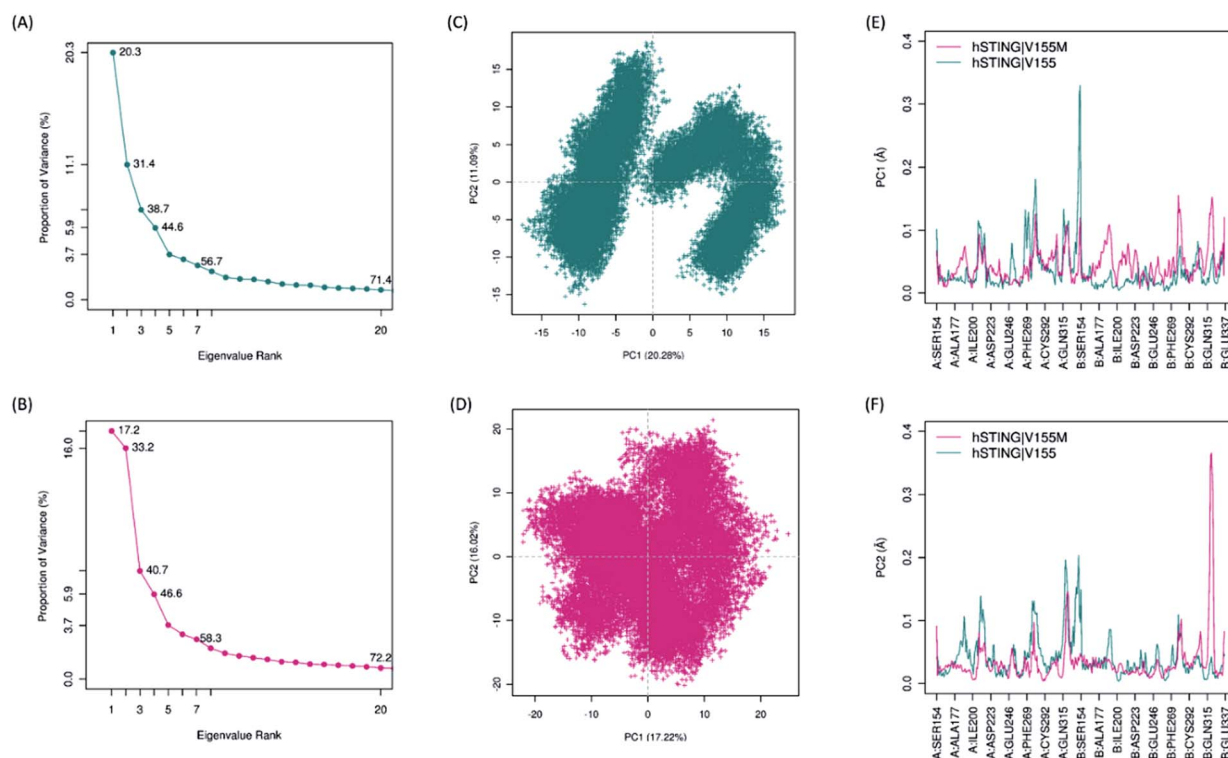 (A)
Proportion of Variance (%)
20.3
11.1
5.9
3.7
0.0
20.3
31.4
38.7
44.6
56.7
71.4
1 3 5 7 20
Eigenvalue Rank
(C)
PC2 (11.09%)
15
10
5
0
-5
-10
-15
-15 -10 -5 0 5 10 15
PC1 (20.28%)
(E)
PC1 (Å)
0.4
0.3
0.2
0.1
0.0
hSTING|V155M
hSTING|V155
A:SER154
A:ALA177
A:ILE200
A:ASP223
A:GLU246
A:PHE269
A:CYS292
A:GLN315
B:SER154
B:ALA177
B:ILE200
B:ASP223
B:GLU246
B:PHE269
B:CYS292
B:GLN315
B:GLU337
(B)
Proportion of Variance (%)
16.0
5.9
3.7
0.0
17.2
33.2
40.7
46.6
58.3
72.2
1 3 5 7 20
Eigenvalue Rank
(D)
PC2 (16.02%)
20
10
0
-10
-20
-20 -10 0 10 20
PC1 (17.22%)
(F)
PC2 (Å)
0.4
0.3
0.2
0.1
0.0
hSTING|V155M
hSTING|V155
A:SER154
A:ALA177
A:ILE200
A:ASP223
A:GLU246
A:PHE269
A:CYS292
A:GLN315
B:SER154
B:ALA177
B:ILE200
B:ASP223
B:GLU246
B:PHE269
B:CYS292
B:GLN315
B:GLU337